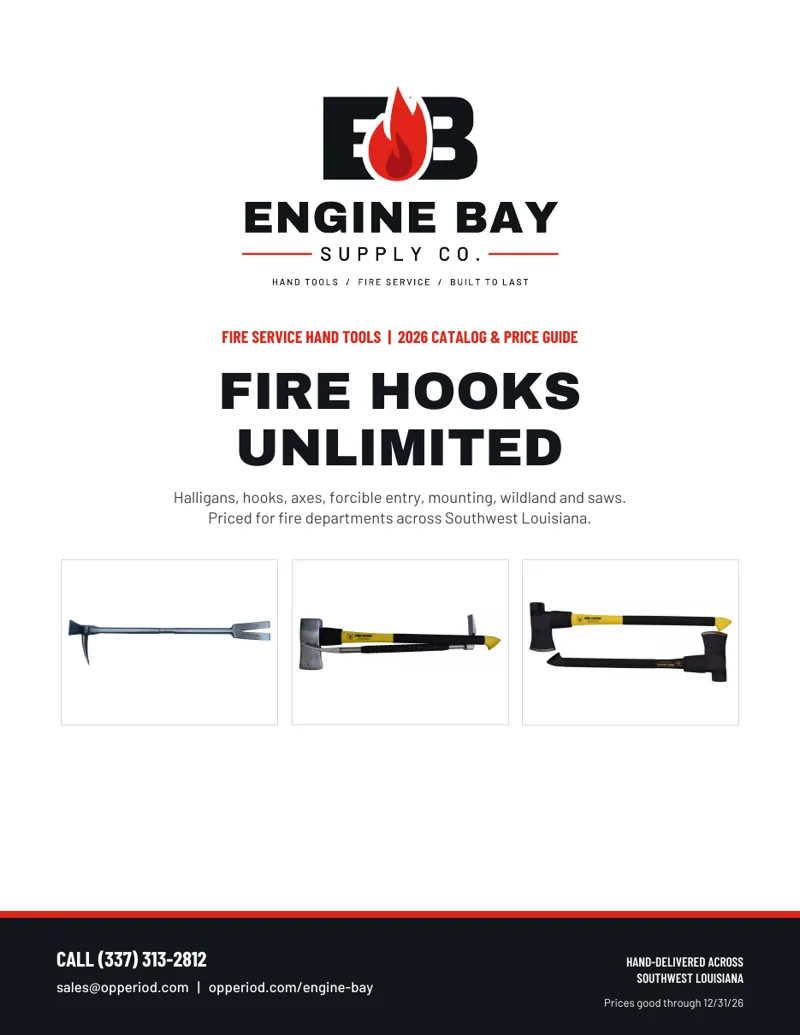 EB
ENGINE BAY
SUPPLY CO.
HAND TOOLS / FIRE SERVICE / BUILT TO LAST
FIRE SERVICE HAND TOOLS | 2026 CATALOG & PRICE GUIDE
FIRE HOOKS
UNLIMITED
Halligans, hooks, axes, forcible entry, mounting, wildland and saws.
Priced for fire departments across Southwest Louisiana.
CALL (337) 313-2812
sales@opperiod.com | opperiod.com/engine-bay
HAND-DELIVERED ACROSS
SOUTHWEST LOUISIANA
Prices good through 12/31/26